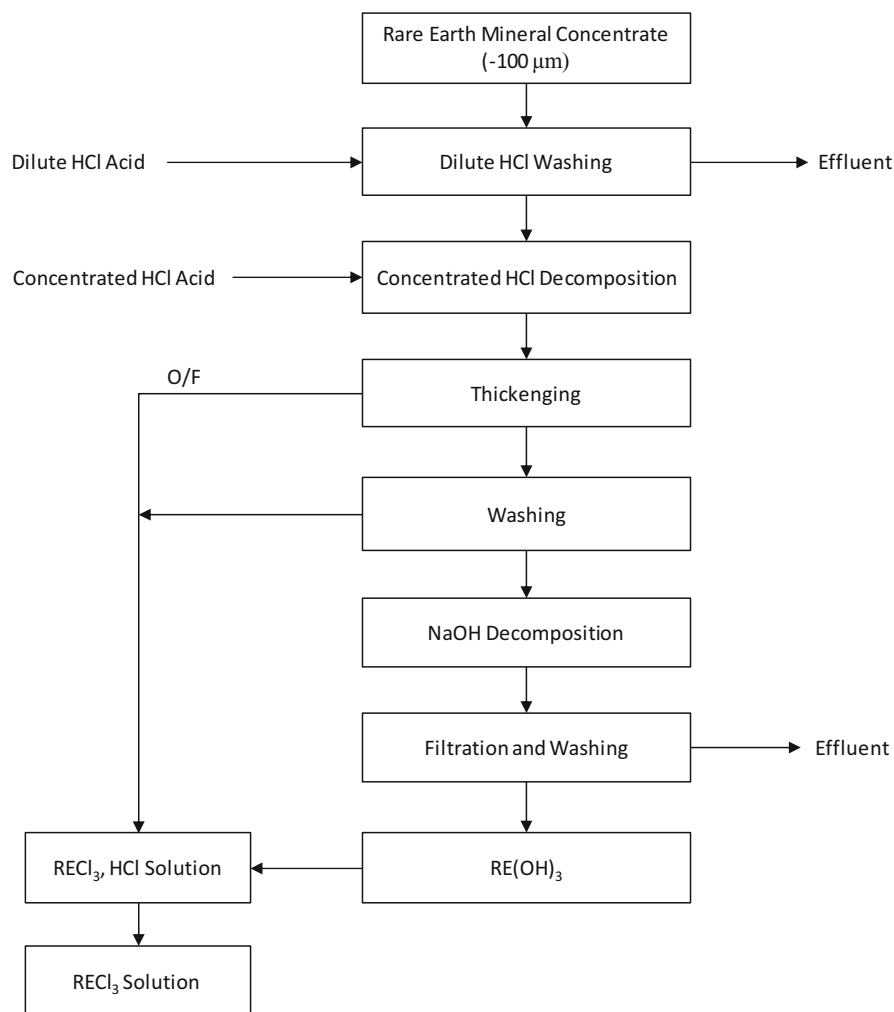 Rare Earth Mineral Concentrate
(-100 μm)
Dilute HCl Acid
Dilute HCl Washing
Effluent
Concentrated HCl Acid
Concentrated HCl Decomposition
O/F
Thickenging
Washing
NaOH Decomposition
Filtration and Washing
Effluent
RECl₃, HCl Solution
RE(OH)₃
RECl₃ Solution